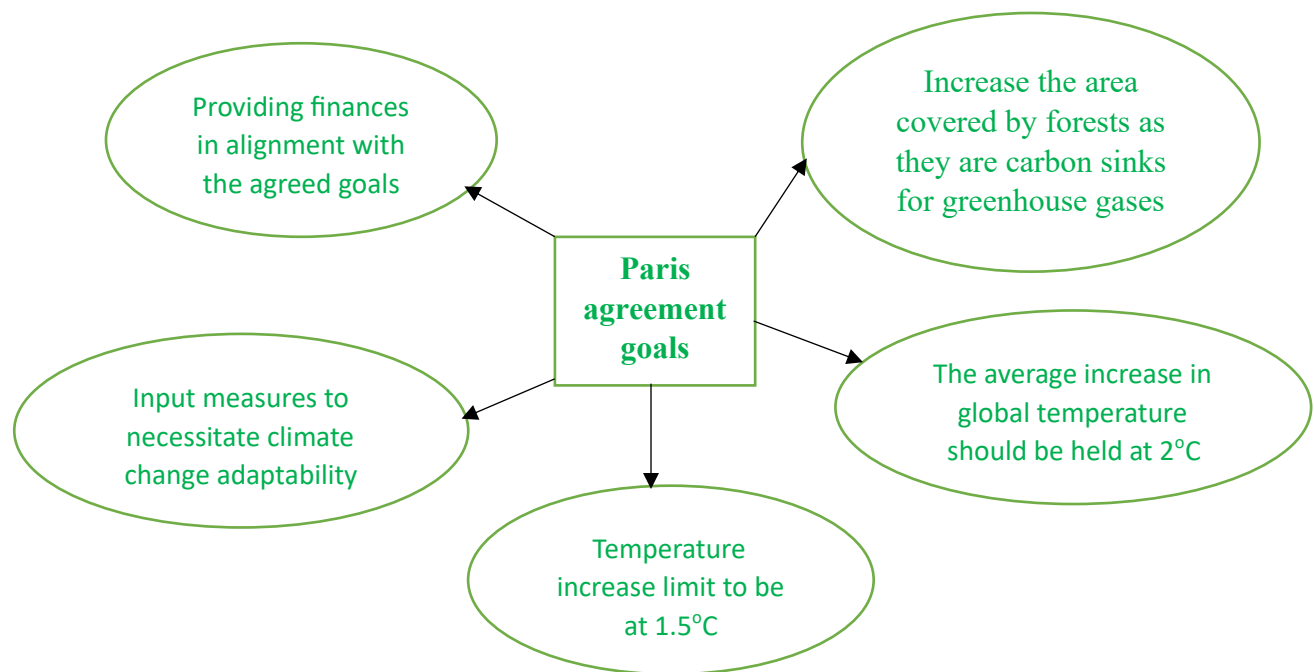 Providing finances
in alignment with
the agreed goals
Increase the area
covered by forests as
they are carbon sinks
for greenhouse gases
Paris
agreement
goals
Input measures to
necessitate climate
change adaptability
The average increase in
global temperature
should be held at 2°C
Temperature
increase limit to be
at 1.5°C